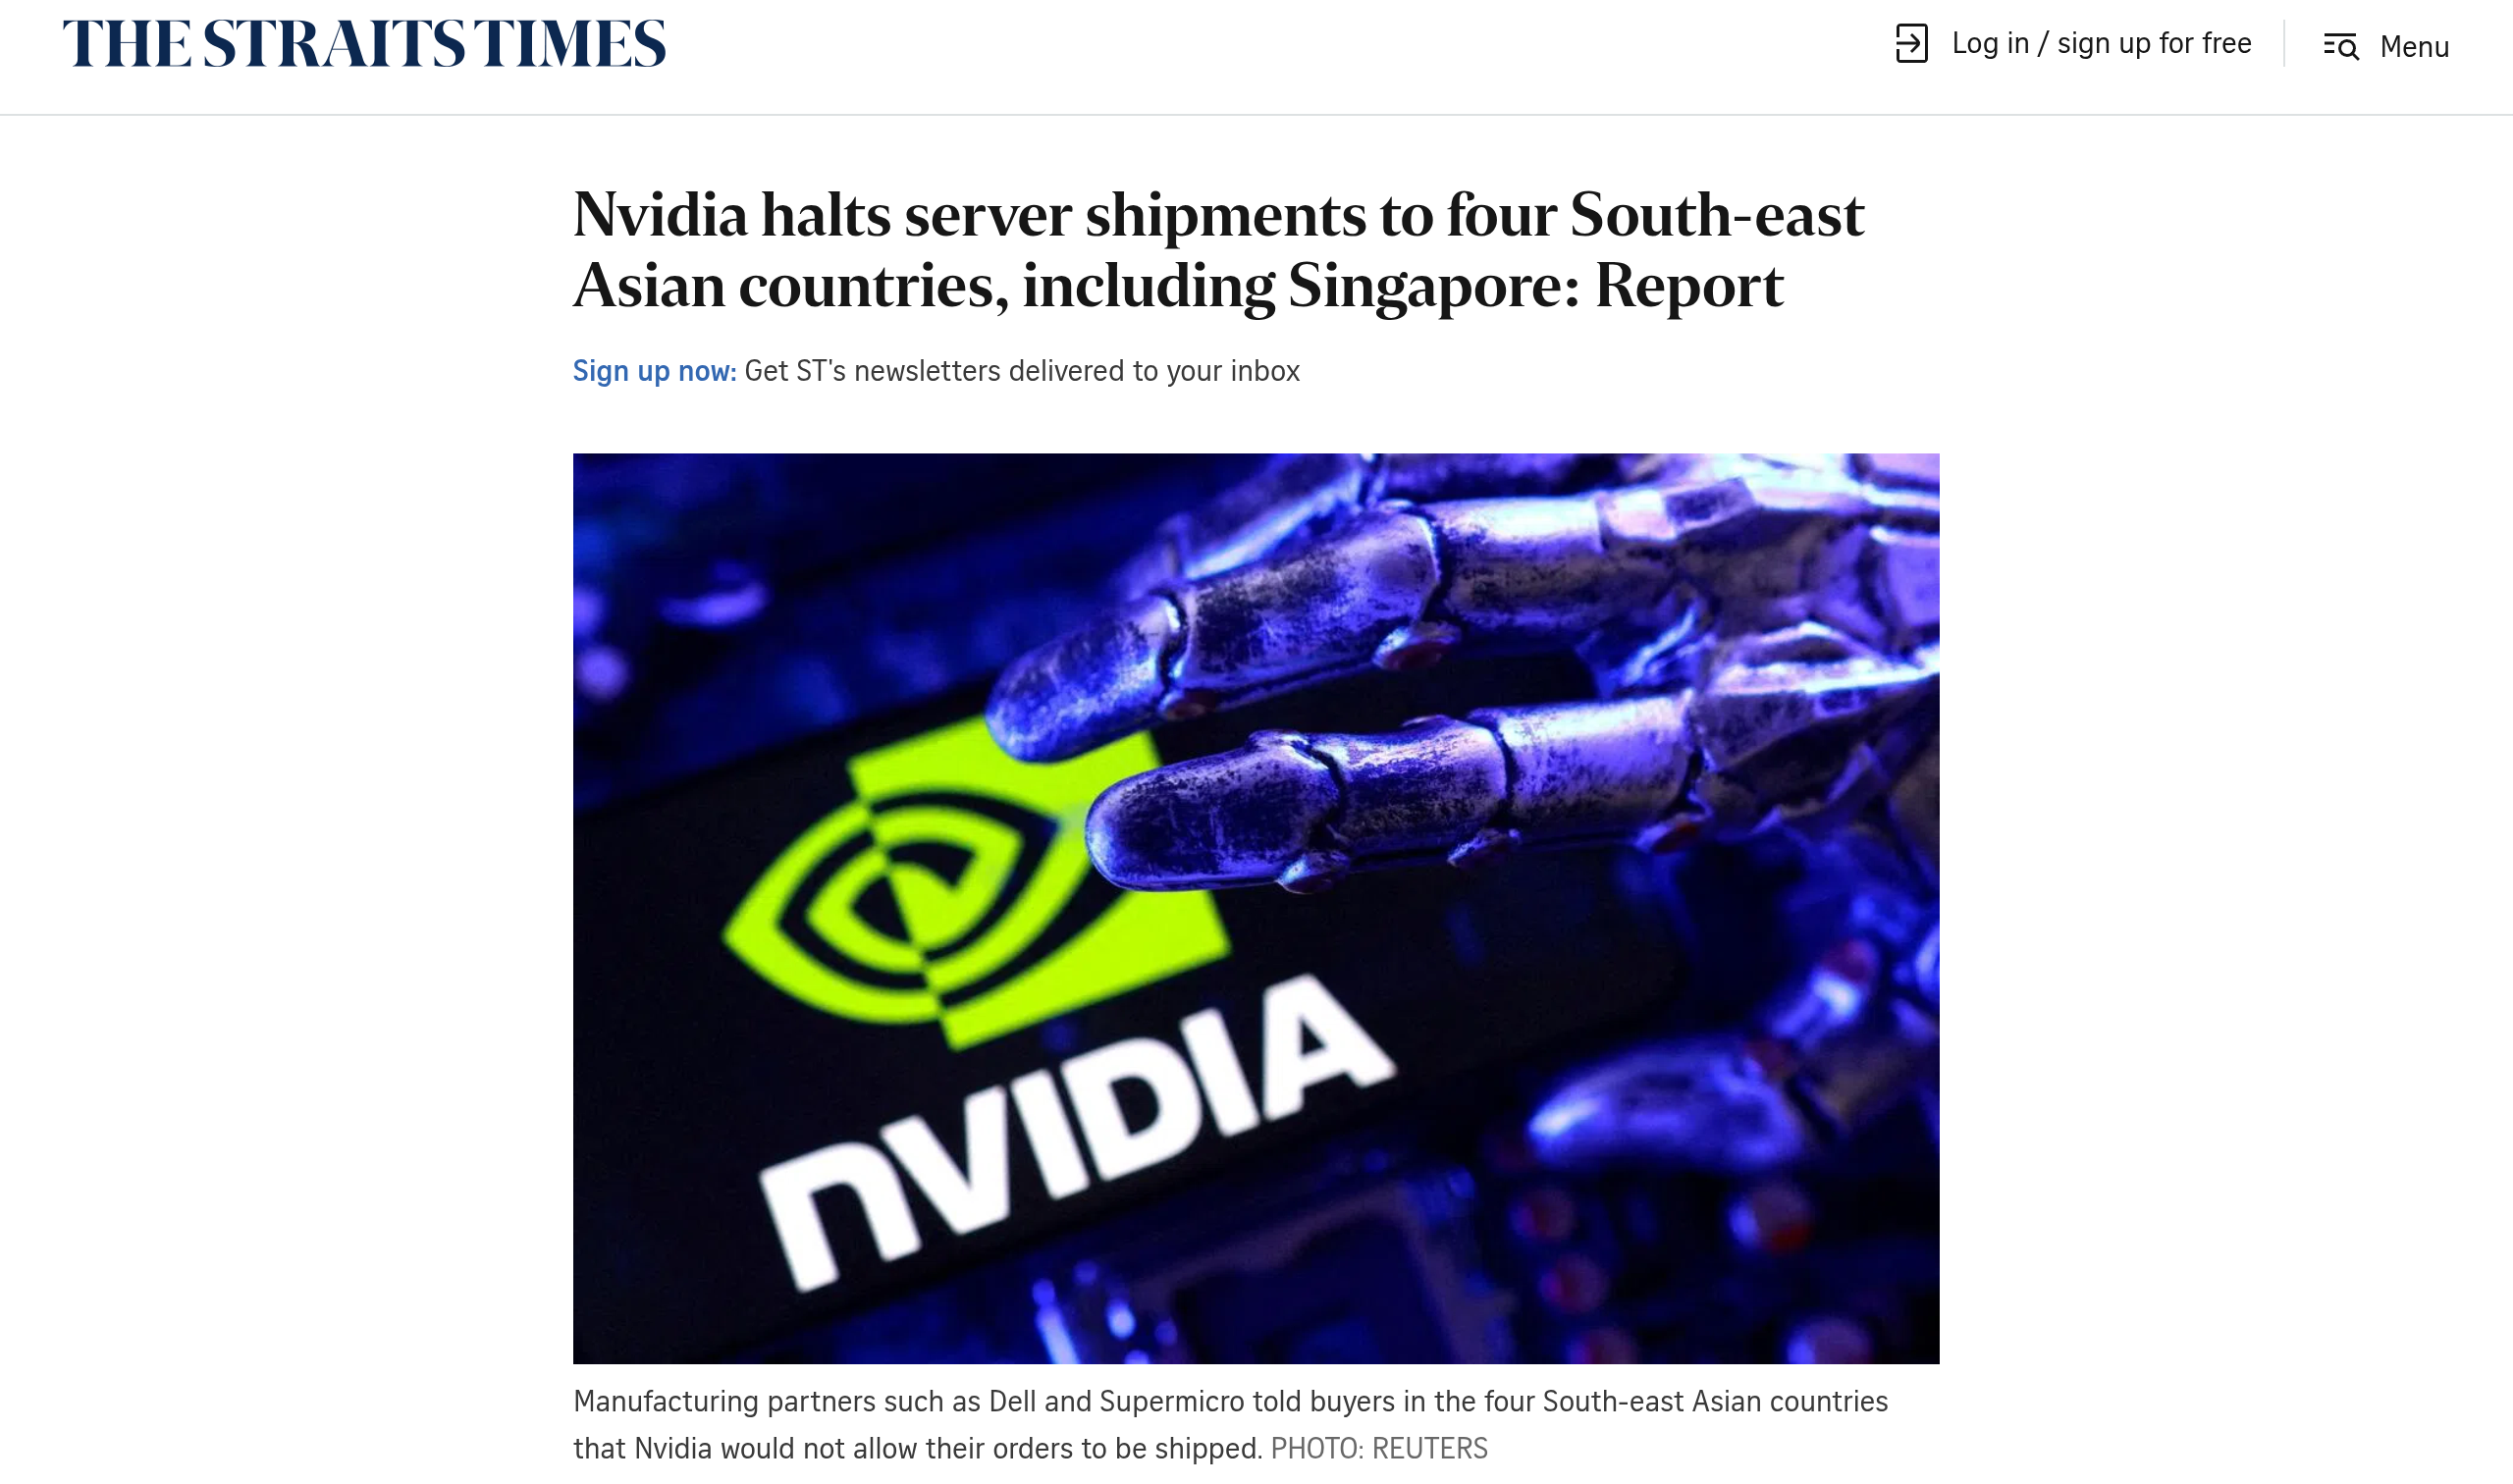 THE STRAITS TIMES
Log in / sign up for free
Menu
Nvidia halts server shipments to four South-east
Asian countries, including Singapore: Report
Sign up now: Get ST's newsletters delivered to your inbox
NVIDIA
Manufacturing partners such as Dell and Supermicro told buyers in the four South-east Asian countries
that Nvidia would not allow their orders to be shipped. PHOTO: REUTERS